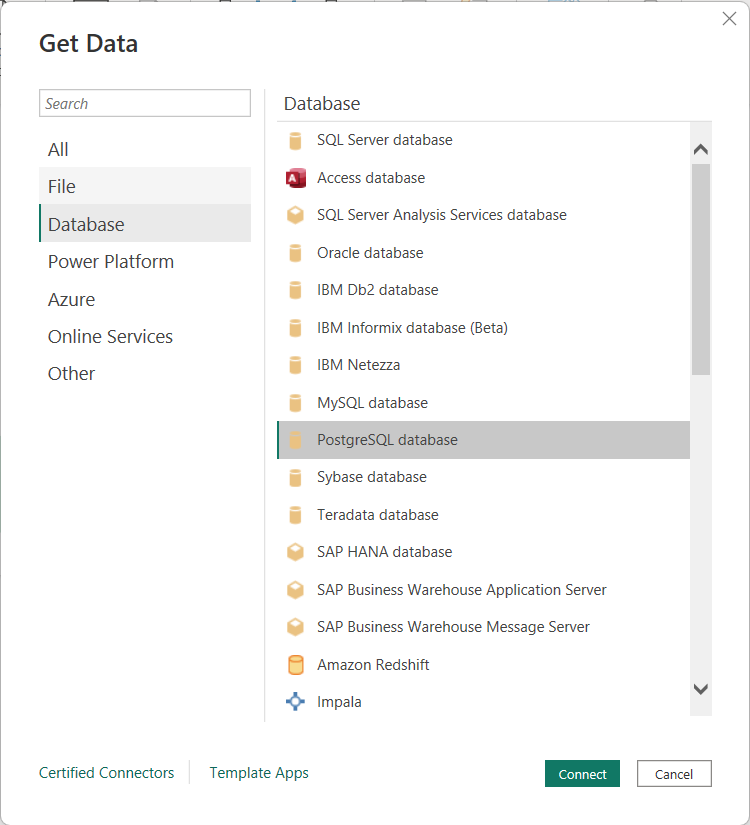 Get Data
Search
All
File
Database
Power Platform
Azure
Online Services
Other
Database
SQL Server database
A
Access database
SQL Server Analysis Services database
Oracle database
IBM Db2 database
IBM Informix database (Beta)
IBM Netezza
MySQL database
PostgreSQL database
Sybase database
Teradata database
SAP HANA database
SAP Business Warehouse Application Server
SAP Business Warehouse Message Server
Amazon Redshift
Impala
Certified Connectors
Template Apps
Connect
Cancel